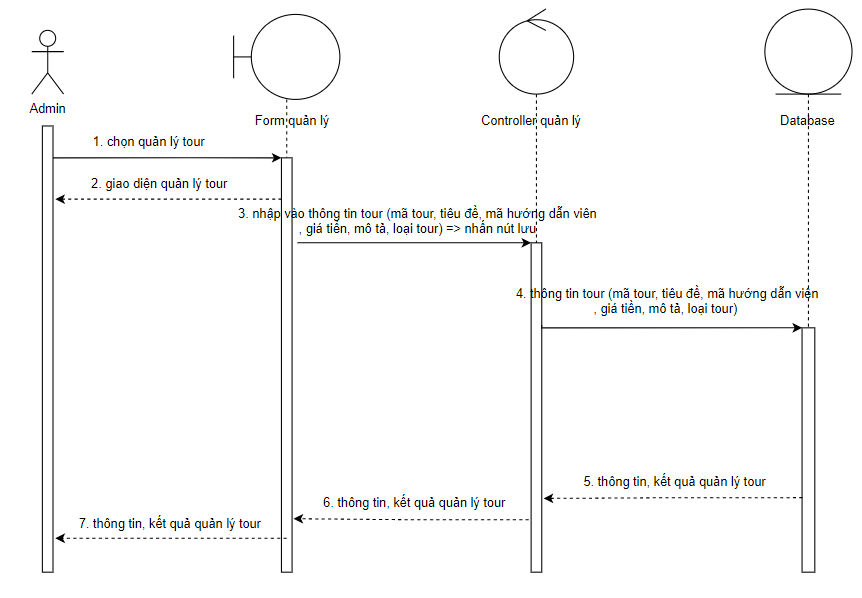 Admin
Form quản lý
Controller quản lý
Database
1. chọn quản lý tour
2. giao diện quản lý tour
3. nhập vào thông tin tour (mã tour, tiêu đề, mã hướng dẫn viên
, giá tiền, mô tả, loại tour) => nhấn nút lưu
4. thông tin tour (mã tour, tiêu đề, mã hướng dẫn viên
, giá tiền, mô tả, loại tour)
5. thông tin, kết quả quản lý tour
6. thông tin, kết quả quản lý tour
7. thông tin, kết quả quản lý tour